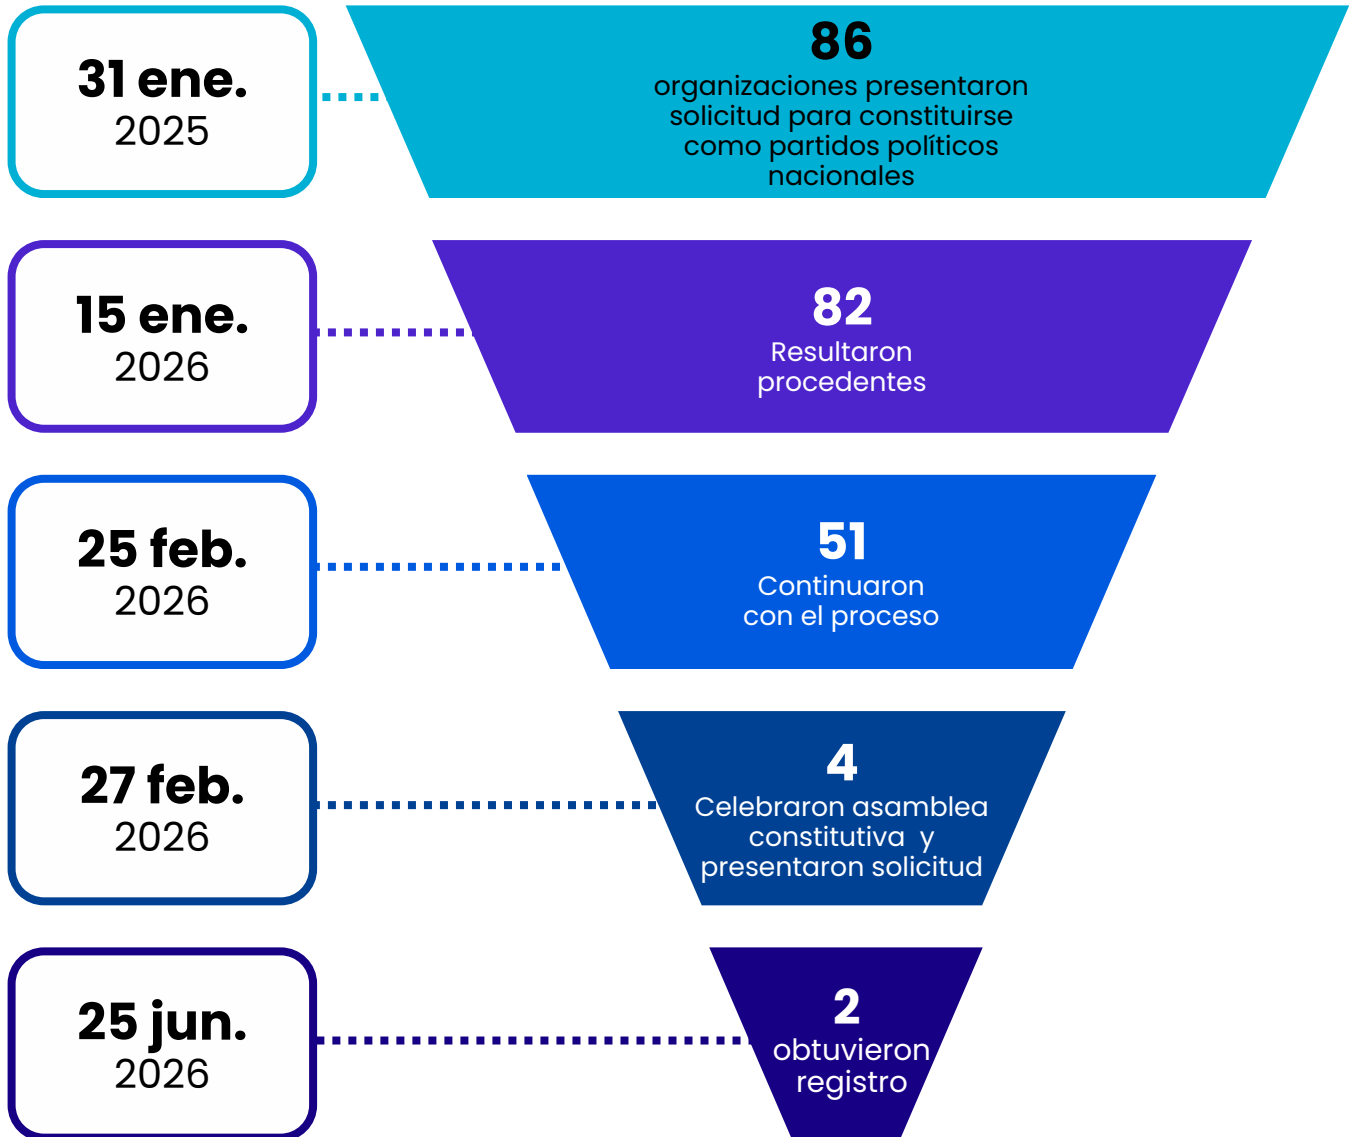 31 ene.
2025
86
organizaciones presentaron
solicitud para constituirse
como partidos políticos
nacionales
15 ene.
2026
82
Resultaron
procedentes
25 feb.
2026
51
Continuaron
con el proceso
27 feb.
2026
4
Celebraron asamblea
constitutiva y
presentaron solicitud
25 jun.
2026
2
obtuvieron
registro